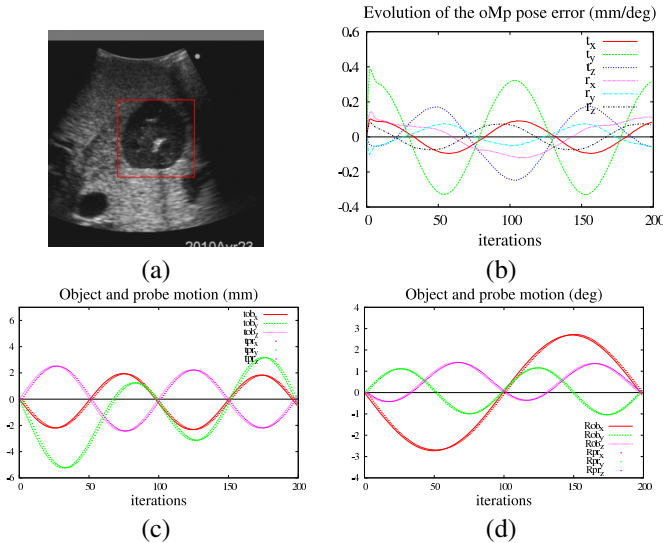 2010Avr23
(a)
Evolution of the oMp pose error (mm/deg)
t_x
t_y
t_z
r_x
r_y
r_z
0.4
0.2
0
-0.2
-0.4
0 50 100 150 200
iterations
(b)
Object and probe motion (mm)
tob_x
tob_y
tob_z
tpr_x
tpr_y
tpr_z
6
4
2
0
-2
-4
-6
0 50 100 150 200
iterations
(c)
Object and probe motion (deg)
4
3
2
1
0
-1
-2
-3
-4
Rob_x
Rob_y
Rob_z
Rpr_x
Rpr_y
Rpr_z
0 50 100 150 200
iterations
(d)